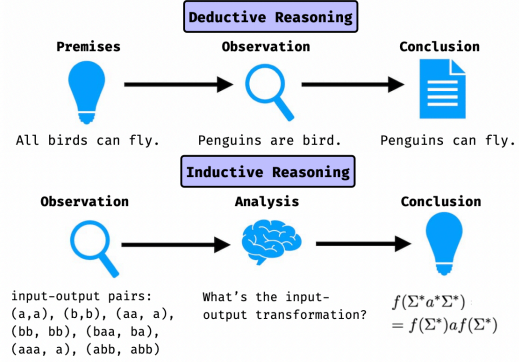 Deductive Reasoning
Premises Observation Conclusion
All birds can fly. Penguins are bird. Penguins can fly.
Inductive Reasoning
Observation Analysis Conclusion
input-output pairs:
(a,a), (b,b), (aa, a),
(bb, bb), (baa, ba),
(aaa, a), (abb, abb)
What's the input-
output transformation?
f(Σ*a*Σ*)
= f(Σ*)af(Σ*)